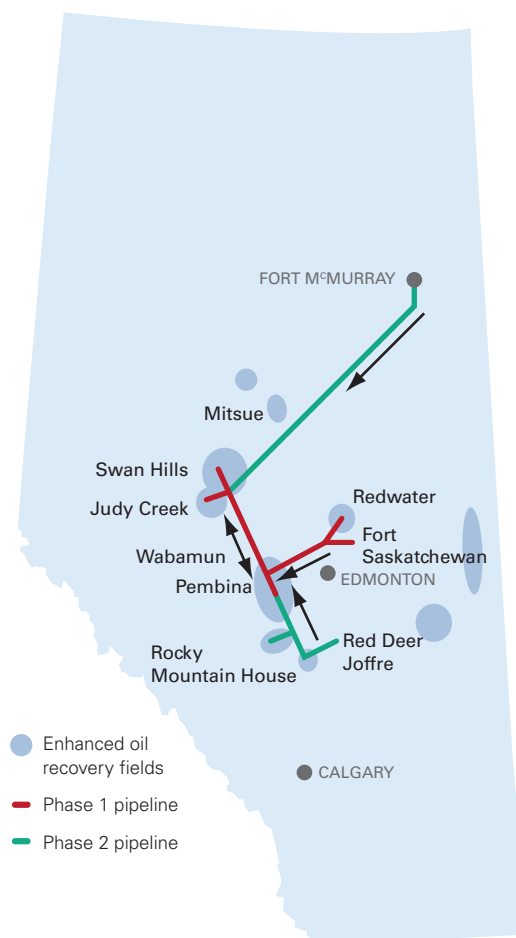 FORT MCMURRAY
Mitsue
Swan Hills
Judy Creek
Redwater
Fort
Saskatchewan
Wabamun
Pembina
EDMONTON
Rocky
Mountain House
Red Deer
Joffre
CALGARY
Enhanced oil
recovery fields
Phase 1 pipeline
Phase 2 pipeline